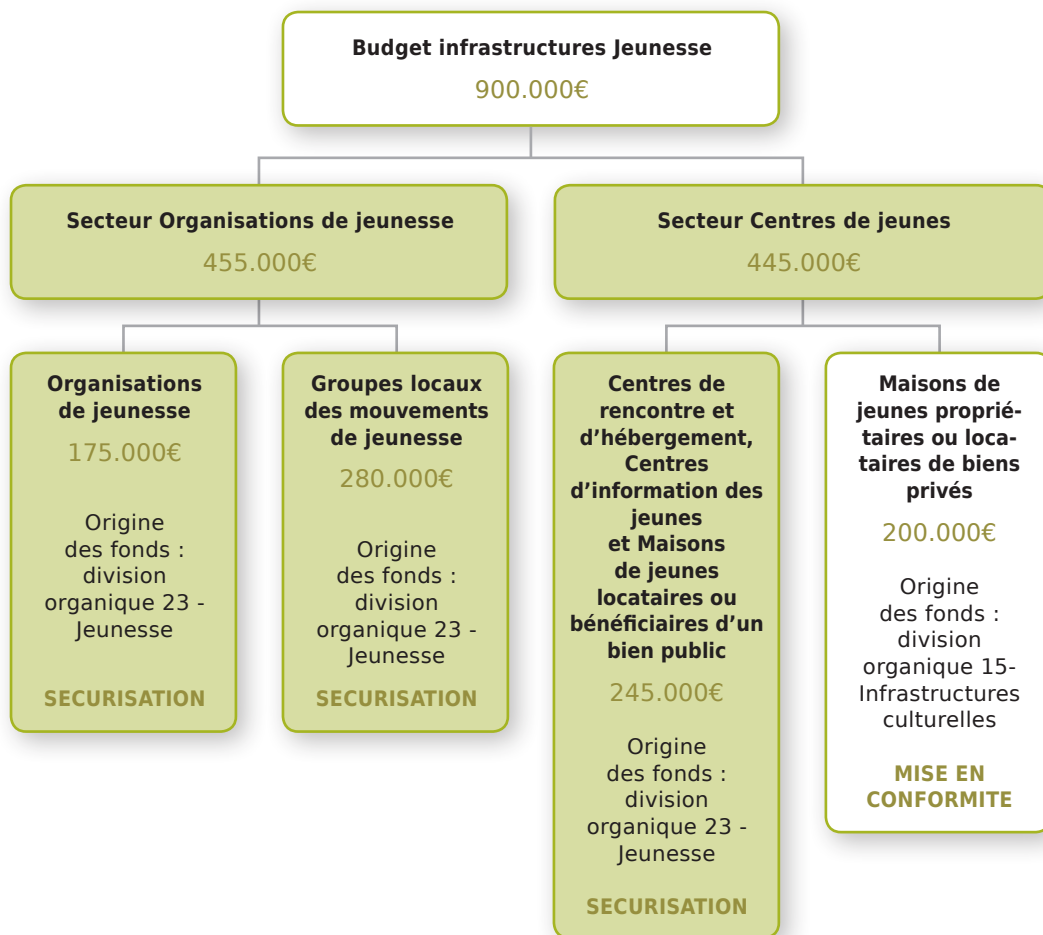 Budget infrastructures Jeunesse
900.000€
Secteur Organisations de jeunesse
455.000€
Secteur Centres de jeunes
445.000€
Organisations
de jeunesse
175.000€
Origine
des fonds :
division
organique 23 -
Jeunesse
SECURISATION
Groupes locaux
des mouvements
de jeunesse
280.000€
Origine
des fonds :
division
organique 23 -
Jeunesse
SECURISATION
Centres de
rencontre et
d’hébergement,
Centres
d’information des
jeunes
et Maisons
de jeunes
locataires ou
bénéficiaires d’un
bien public
245.000€
Origine
des fonds :
division
organique 23 -
Jeunesse
SECURISATION
Maisons de
jeunes proprié-
taires ou loca-
taires de biens
privés
200.000€
Origine
des fonds :
division
organique 15-
Infrastructures
culturelles
MISE EN
CONFORMITE